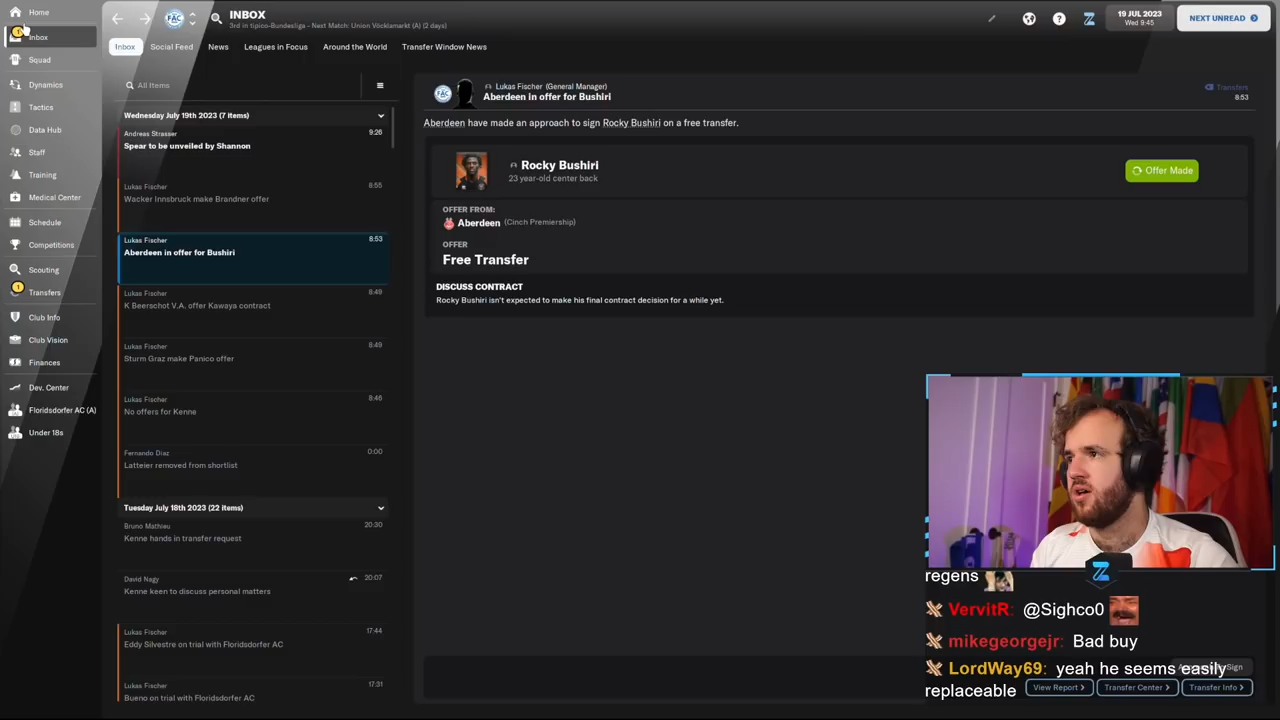 Home
Inbox
Squad
Dynamics
Tactics
Data Hub
Staff
Training
Medical Center
Schedule
Competitions
Scouting
Transfers
Club Info
Club Vision
Finances
Dev. Center
Floridsdorfer AC (A)
Under 18s
1
1
FAC
INBOX
3rd in tipico-Bundesliga - Next Match: Union Vöcklamarkt (A) (2 days)
19 JUL 2023
Wed 9:45
NEXT UNREAD
Inbox
Social Feed
News
Leagues in Focus
Around the World
Transfer Window News
All Items
Wednesday July 19th 2023 (7 items)
Andreas Strasser
9:26
Spear to be unveiled by Shannon
Lukas Fischer
8:55
Wacker Innsbruck make Brandner offer
Lukas Fischer
8:53
Aberdeen in offer for Bushiri
Lukas Fischer
8:49
K Beerschot V.A. offer Kawaya contract
Lukas Fischer
8:49
Sturm Graz make Panico offer
Lukas Fischer
8:46
No offers for Kenne
Fernando Diaz
0:00
Latteier removed from shortlist
Tuesday July 18th 2023 (22 items)
Bruno Mathieu
20:30
Kenne hands in transfer request
David Nagy
20:07
Kenne keen to discuss personal matters
Lukas Fischer
17:44
Eddy Silvestre on trial with Floridsdorfer AC
Lukas Fischer
17:31
Bueno on trial with Floridsdorfer AC
FAC
Lukas Fischer (General Manager)
Aberdeen in offer for Bushiri
Transfers
8:53
Aberdeen have made an approach to sign Rocky Bushiri on a free transfer.
Rocky Bushiri
23 year-old center back
Offer Made
OFFER FROM:
Aberdeen (Cinch Premiership)
OFFER
Free Transfer
DISCUSS CONTRACT
Rocky Bushiri isn't expected to make his final contract decision for a while yet.
regens
VervitR: @Sighco0
mikegeorgejr: Bad buy
LordWay69: yeah he seems easily
replaceable
View Report
Transfer Center
Transfer Info